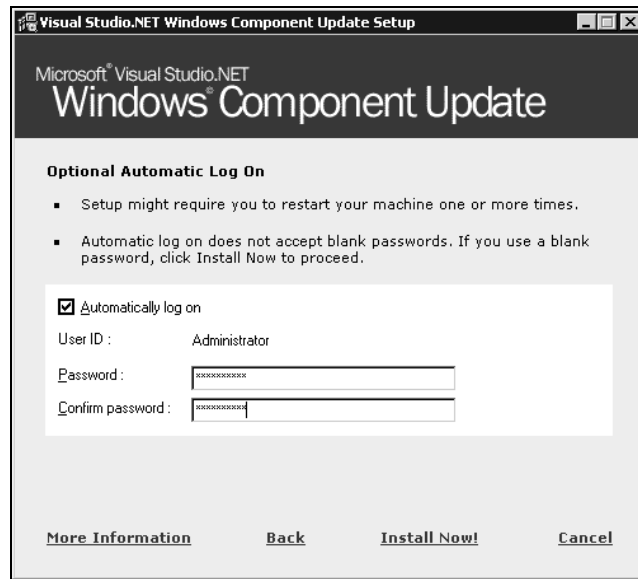 Visual Studio.NET Windows Component Update Setup
Microsoft® Visual Studio.NET
Windows® Component Update
Optional Automatic Log On
▪ Setup might require you to restart your machine one or more times.
▪ Automatic log on does not accept blank passwords. If you use a blank
password, click Install Now to proceed.
Automatically log on
User ID : Administrator
Password : xxxxxxxxxx
Confirm password : xxxxxxxxxx
More Information Back Install Now! Cancel